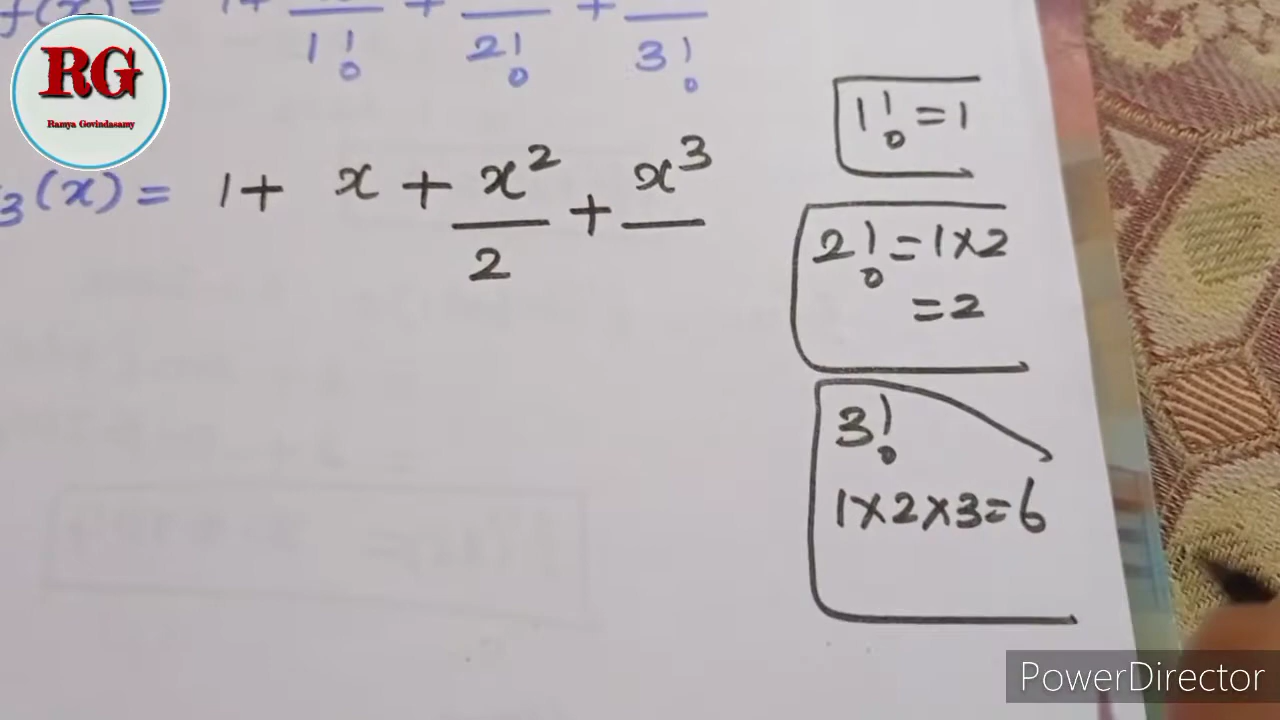 f(x) = 1 + — + — + —
1! 2! 3!
RG
Ramya Govindasamy
3(x) = 1 + x + x²/2 + x³/
1! = 1
2! = 1×2
= 2
3!
1×2×3=6
PowerDirector